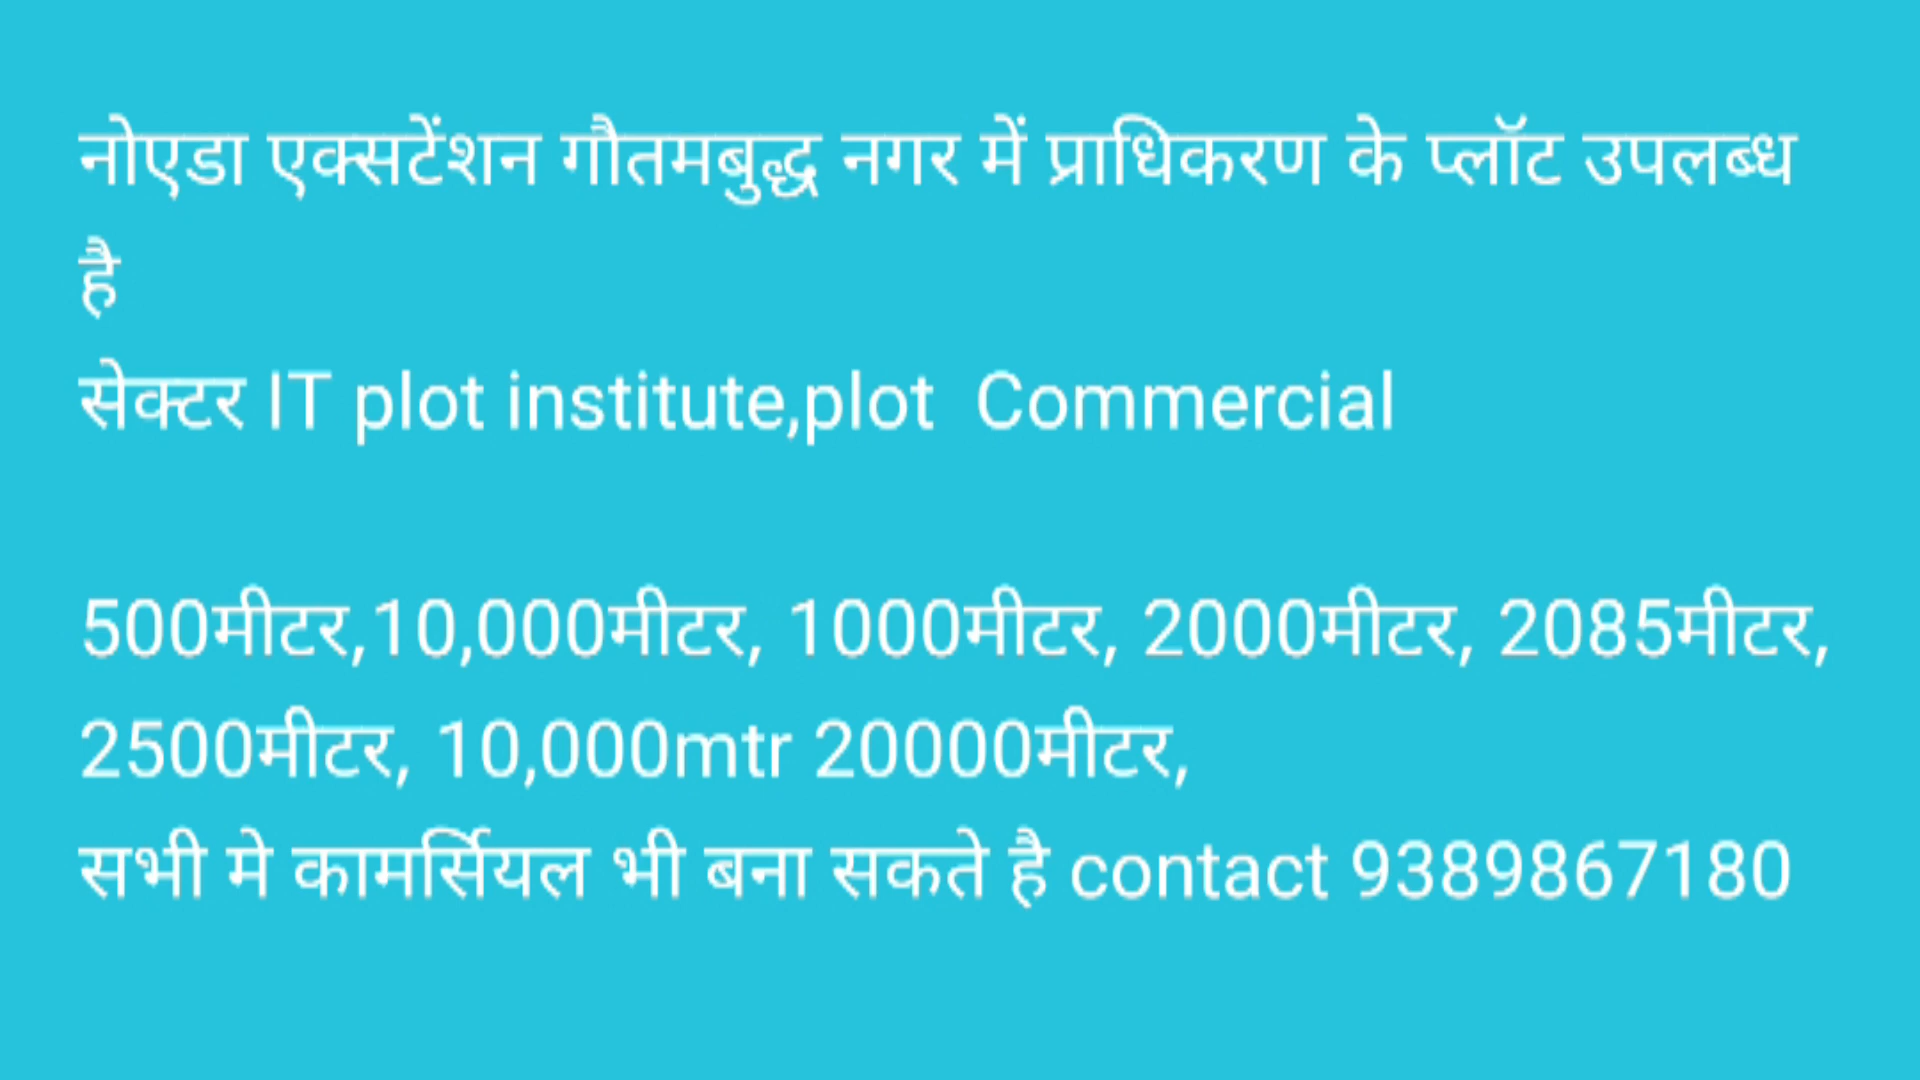 नोएडा एक्सटेंशन गौतमबुद्ध नगर में प्राधिकरण के प्लॉट उपलब्ध
है
सेक्टर IT plot institute,plot  Commercial
500मीटर,10,000मीटर, 1000मीटर, 2000मीटर, 2085मीटर,
2500मीटर, 10,000mtr 20000मीटर,
सभी मे कामर्सियल भी बना सकते है contact 9389867180